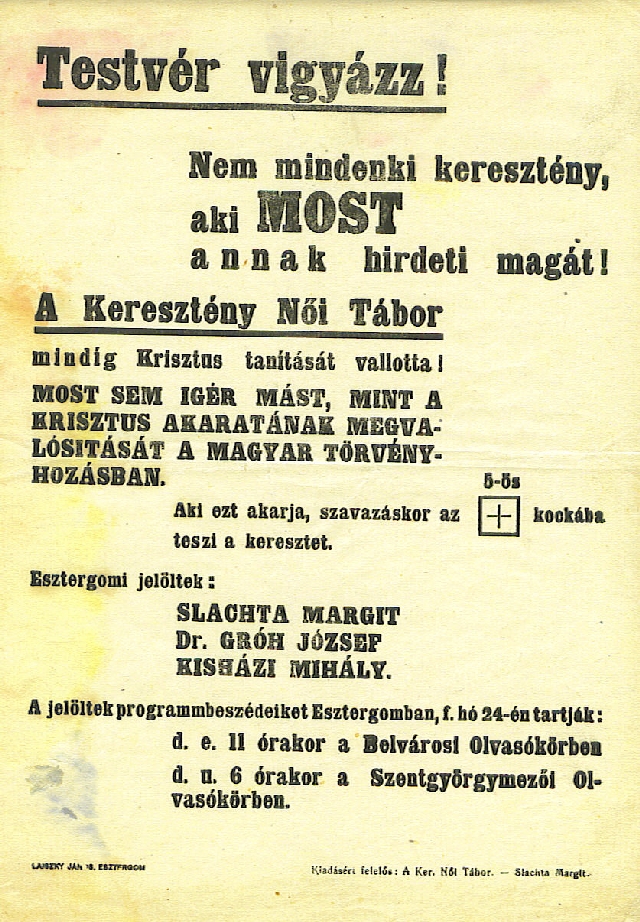 Testvér vigyázz!
Nem mindenki keresztény,
aki MOST
annak hirdeti magát!
A Keresztény Női Tábor
mindíg Krisztus tanítását vallotta!
MOST SEM IGÉR MÁST, MINT A
KRISZTUS AKARATÁNAK MEGVA-
LÓSITÁSÁT A MAGYAR TÖRVÉNY-
HOZÁSBAN.
5-ös
Aki ezt akarja, szavazáskor az kockába
teszi a keresztet.
Esztergomi jelöltek:
SLACHTA MARGIT
Dr. GRÓH JÓZSEF
KISHÁZI MIHÁLY.
A jelöltek programmbeszédeiket Esztergomban, f. hó 24-én tartják:
d. e. 11 órakor a Belvárosi Olvasókörben
d. u. 6 órakor a Szentgyörgymezői Ol-
vasókörben.
LAISZKY ESZTERGOM
Kiadásért felelős: A Ker. Női Tábor. — Slachta Margit.